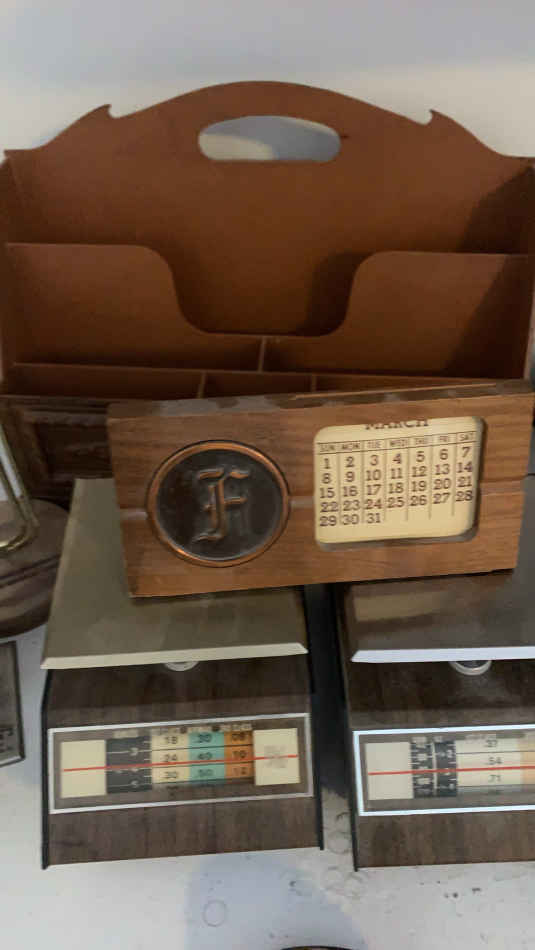 F
MARCH
SUN MON TUE WED THU FRI SAT
1 2 3 4 5 6 7
8 9 10 11 12 13 14
15 16 17 18 19 20 21
22 23 24 25 26 27 28
29 30 31
18 30 08
3 24 40 10
30 50 12
.37
.54
.71